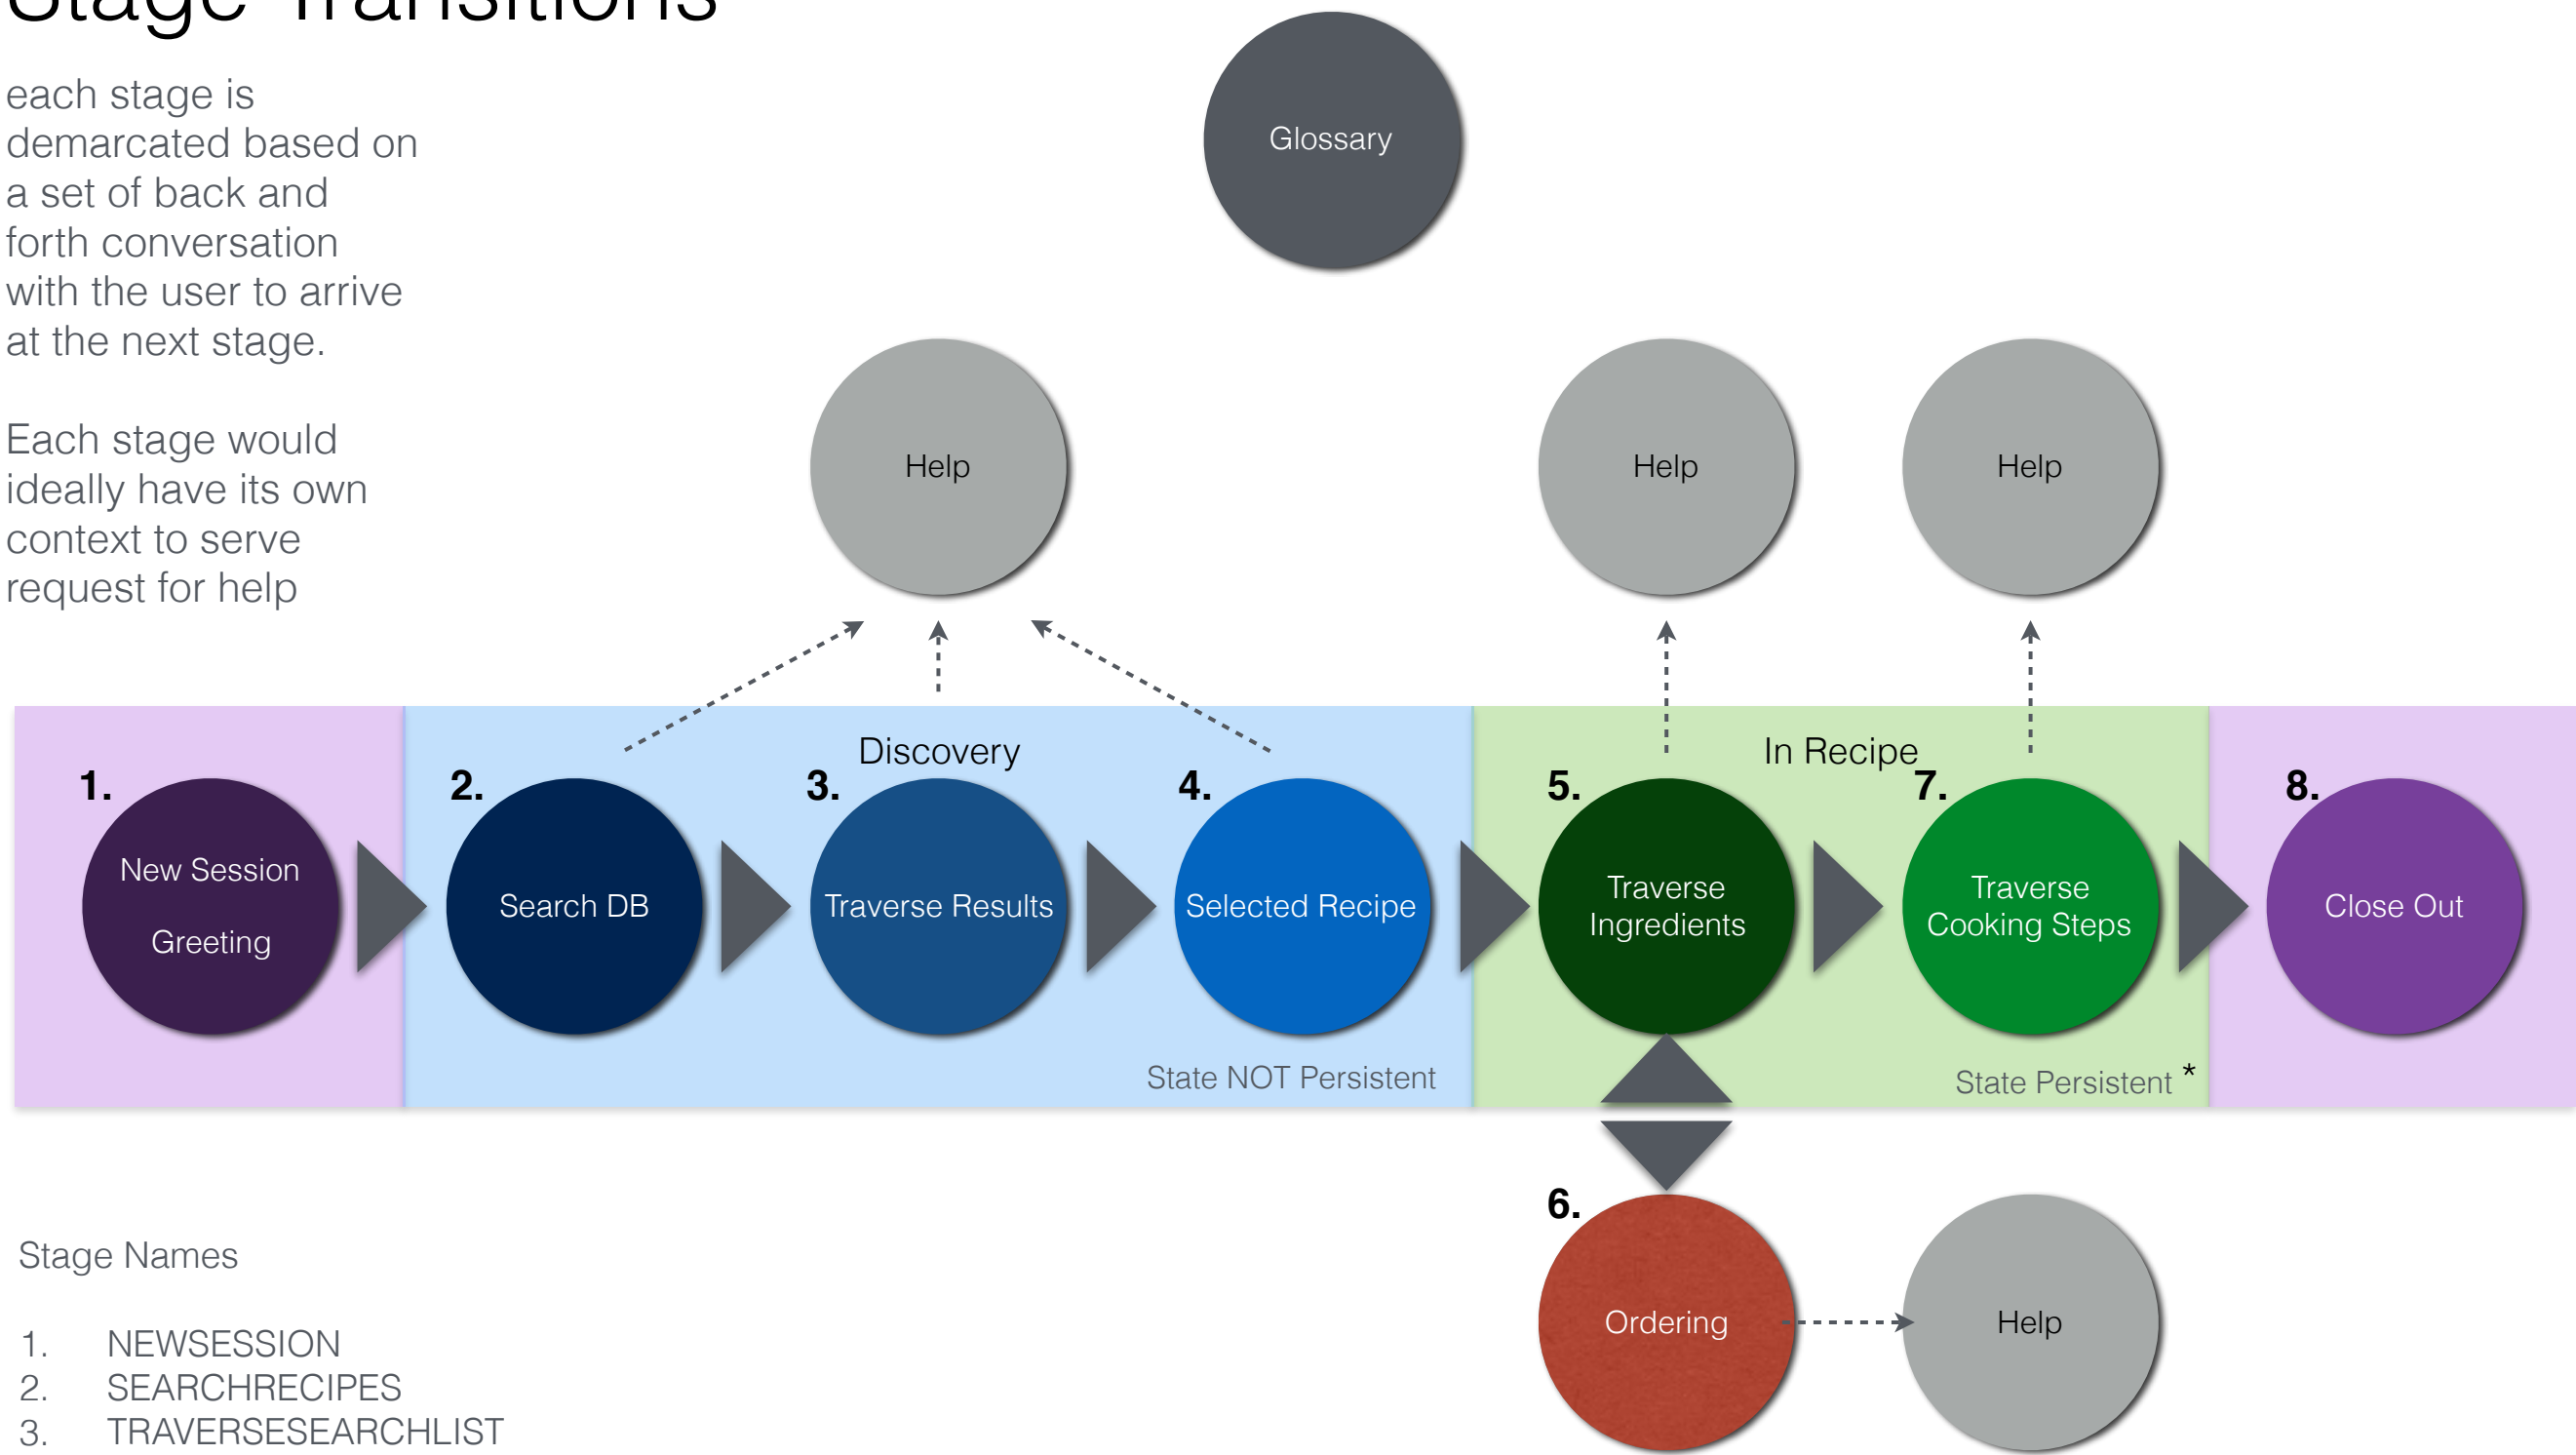 Stage Transitions
each stage is
demarcated based on
a set of back and
forth conversation
with the user to arrive
at the next stage.
Each stage would
ideally have its own
context to serve
request for help
Glossary
Help
Help
Help
Discovery
In Recipe
1.
New Session
Greeting
2.
Search DB
3.
Traverse Results
4.
Selected Recipe
5.
Traverse
Ingredients
7.
Traverse
Cooking Steps
8.
Close Out
State NOT Persistent
State Persistent *
6.
Ordering
Help
Stage Names
1. NEWSESSION
2. SEARCHRECIPES
3. TRAVERSESEARCHLIST